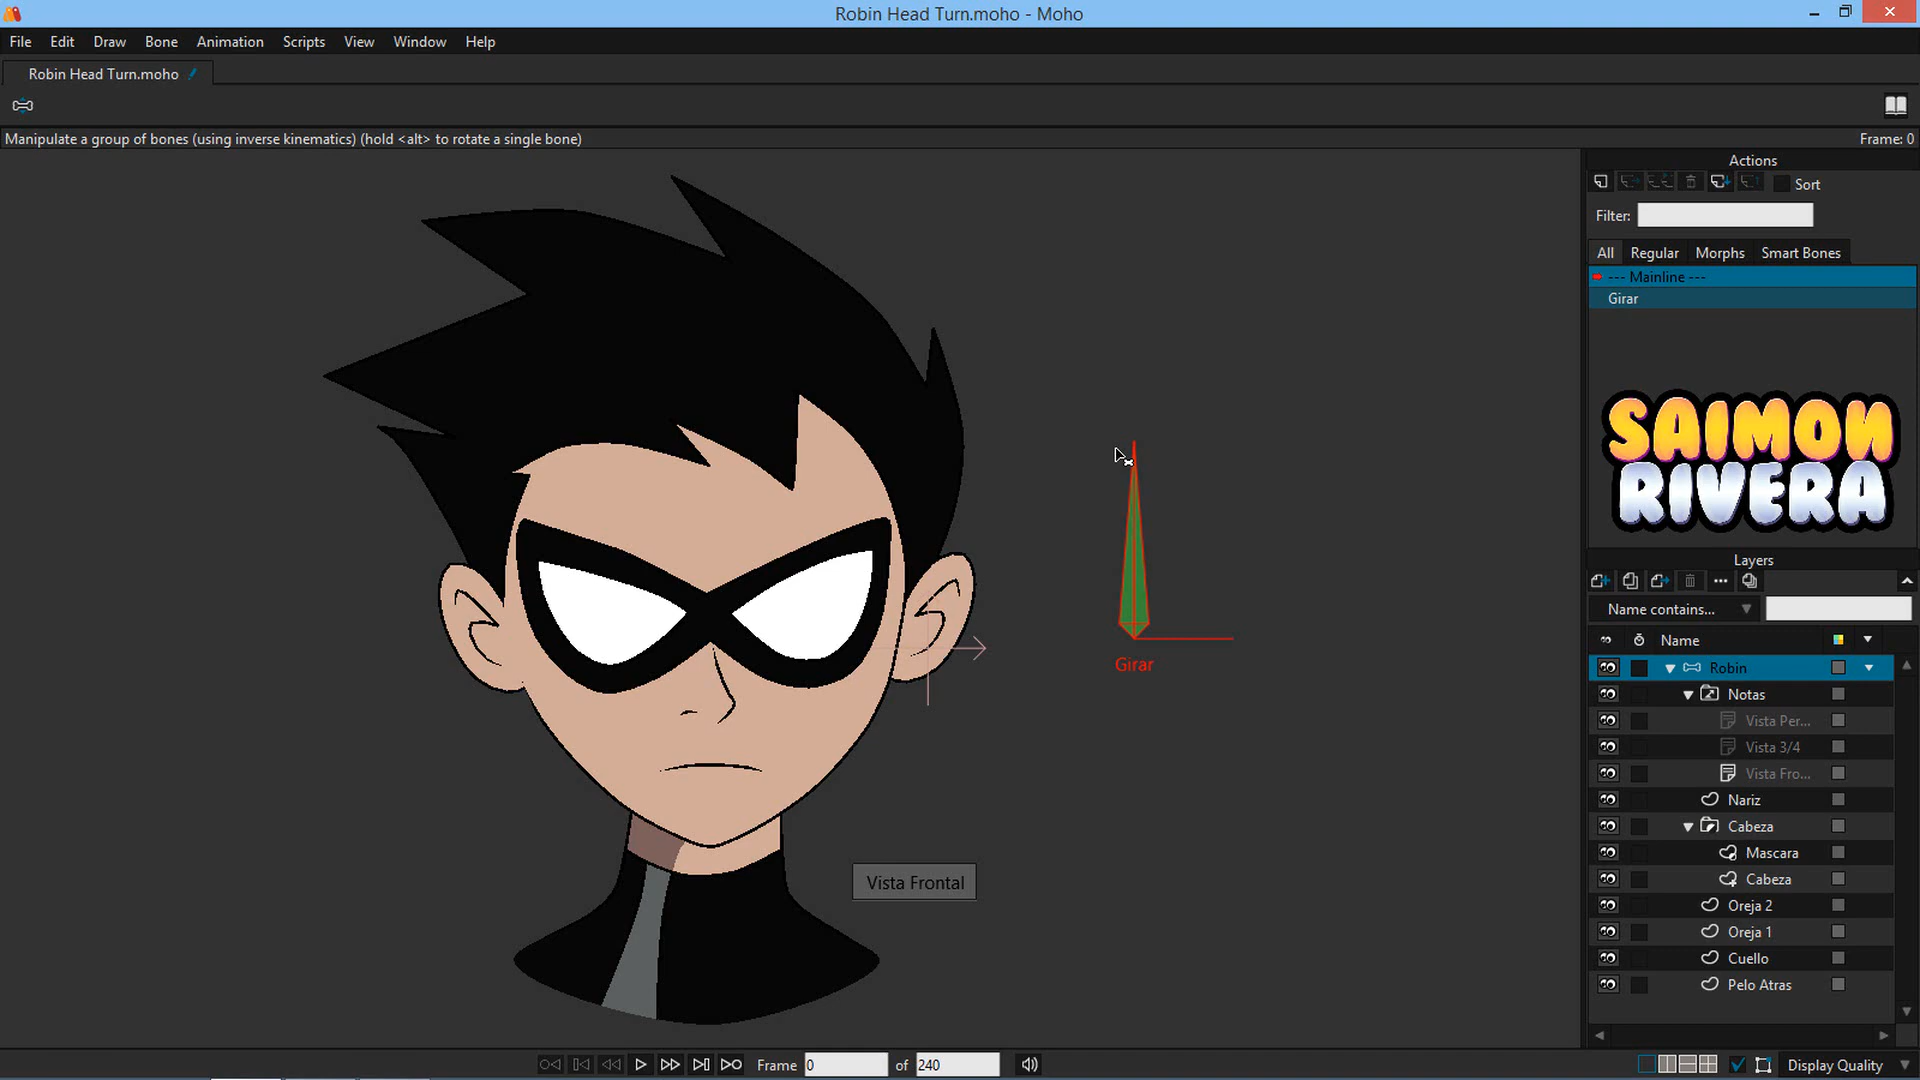 Robin Head Turn.moho - Moho
File Edit Draw Bone Animation Scripts View Window Help
Robin Head Turn.moho
Manipulate a group of bones (using inverse kinematics) (hold <alt> to rotate a single bone)
Frame: 0
Actions
Sort
Filter:
All Regular Morphs Smart Bones
--- Mainline ---
Girar
SAIMON
RIVERA
Girar
Vista Frontal
Layers
Name contains...
Name
Robin
Notas
Vista Per...
Vista 3/4
Vista Fro...
Nariz
Cabeza
Mascara
Cabeza
Oreja 2
Oreja 1
Cuello
Pelo Atras
Frame 0 of 240
Display Quality